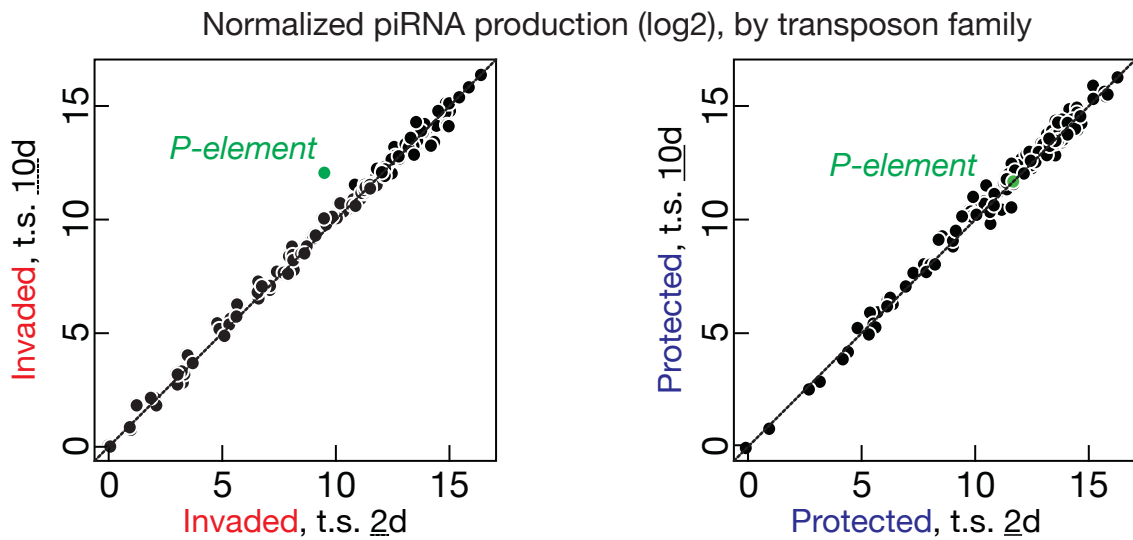 Normalized piRNA production (log2), by transposon family
Invaded, t.s. 10d
15
10
5
0
P-element
0 5 10 15
Invaded, t.s. 2d
Protected, t.s. 10d
15
10
5
0
P-element
0 5 10 15
Protected, t.s. 2d